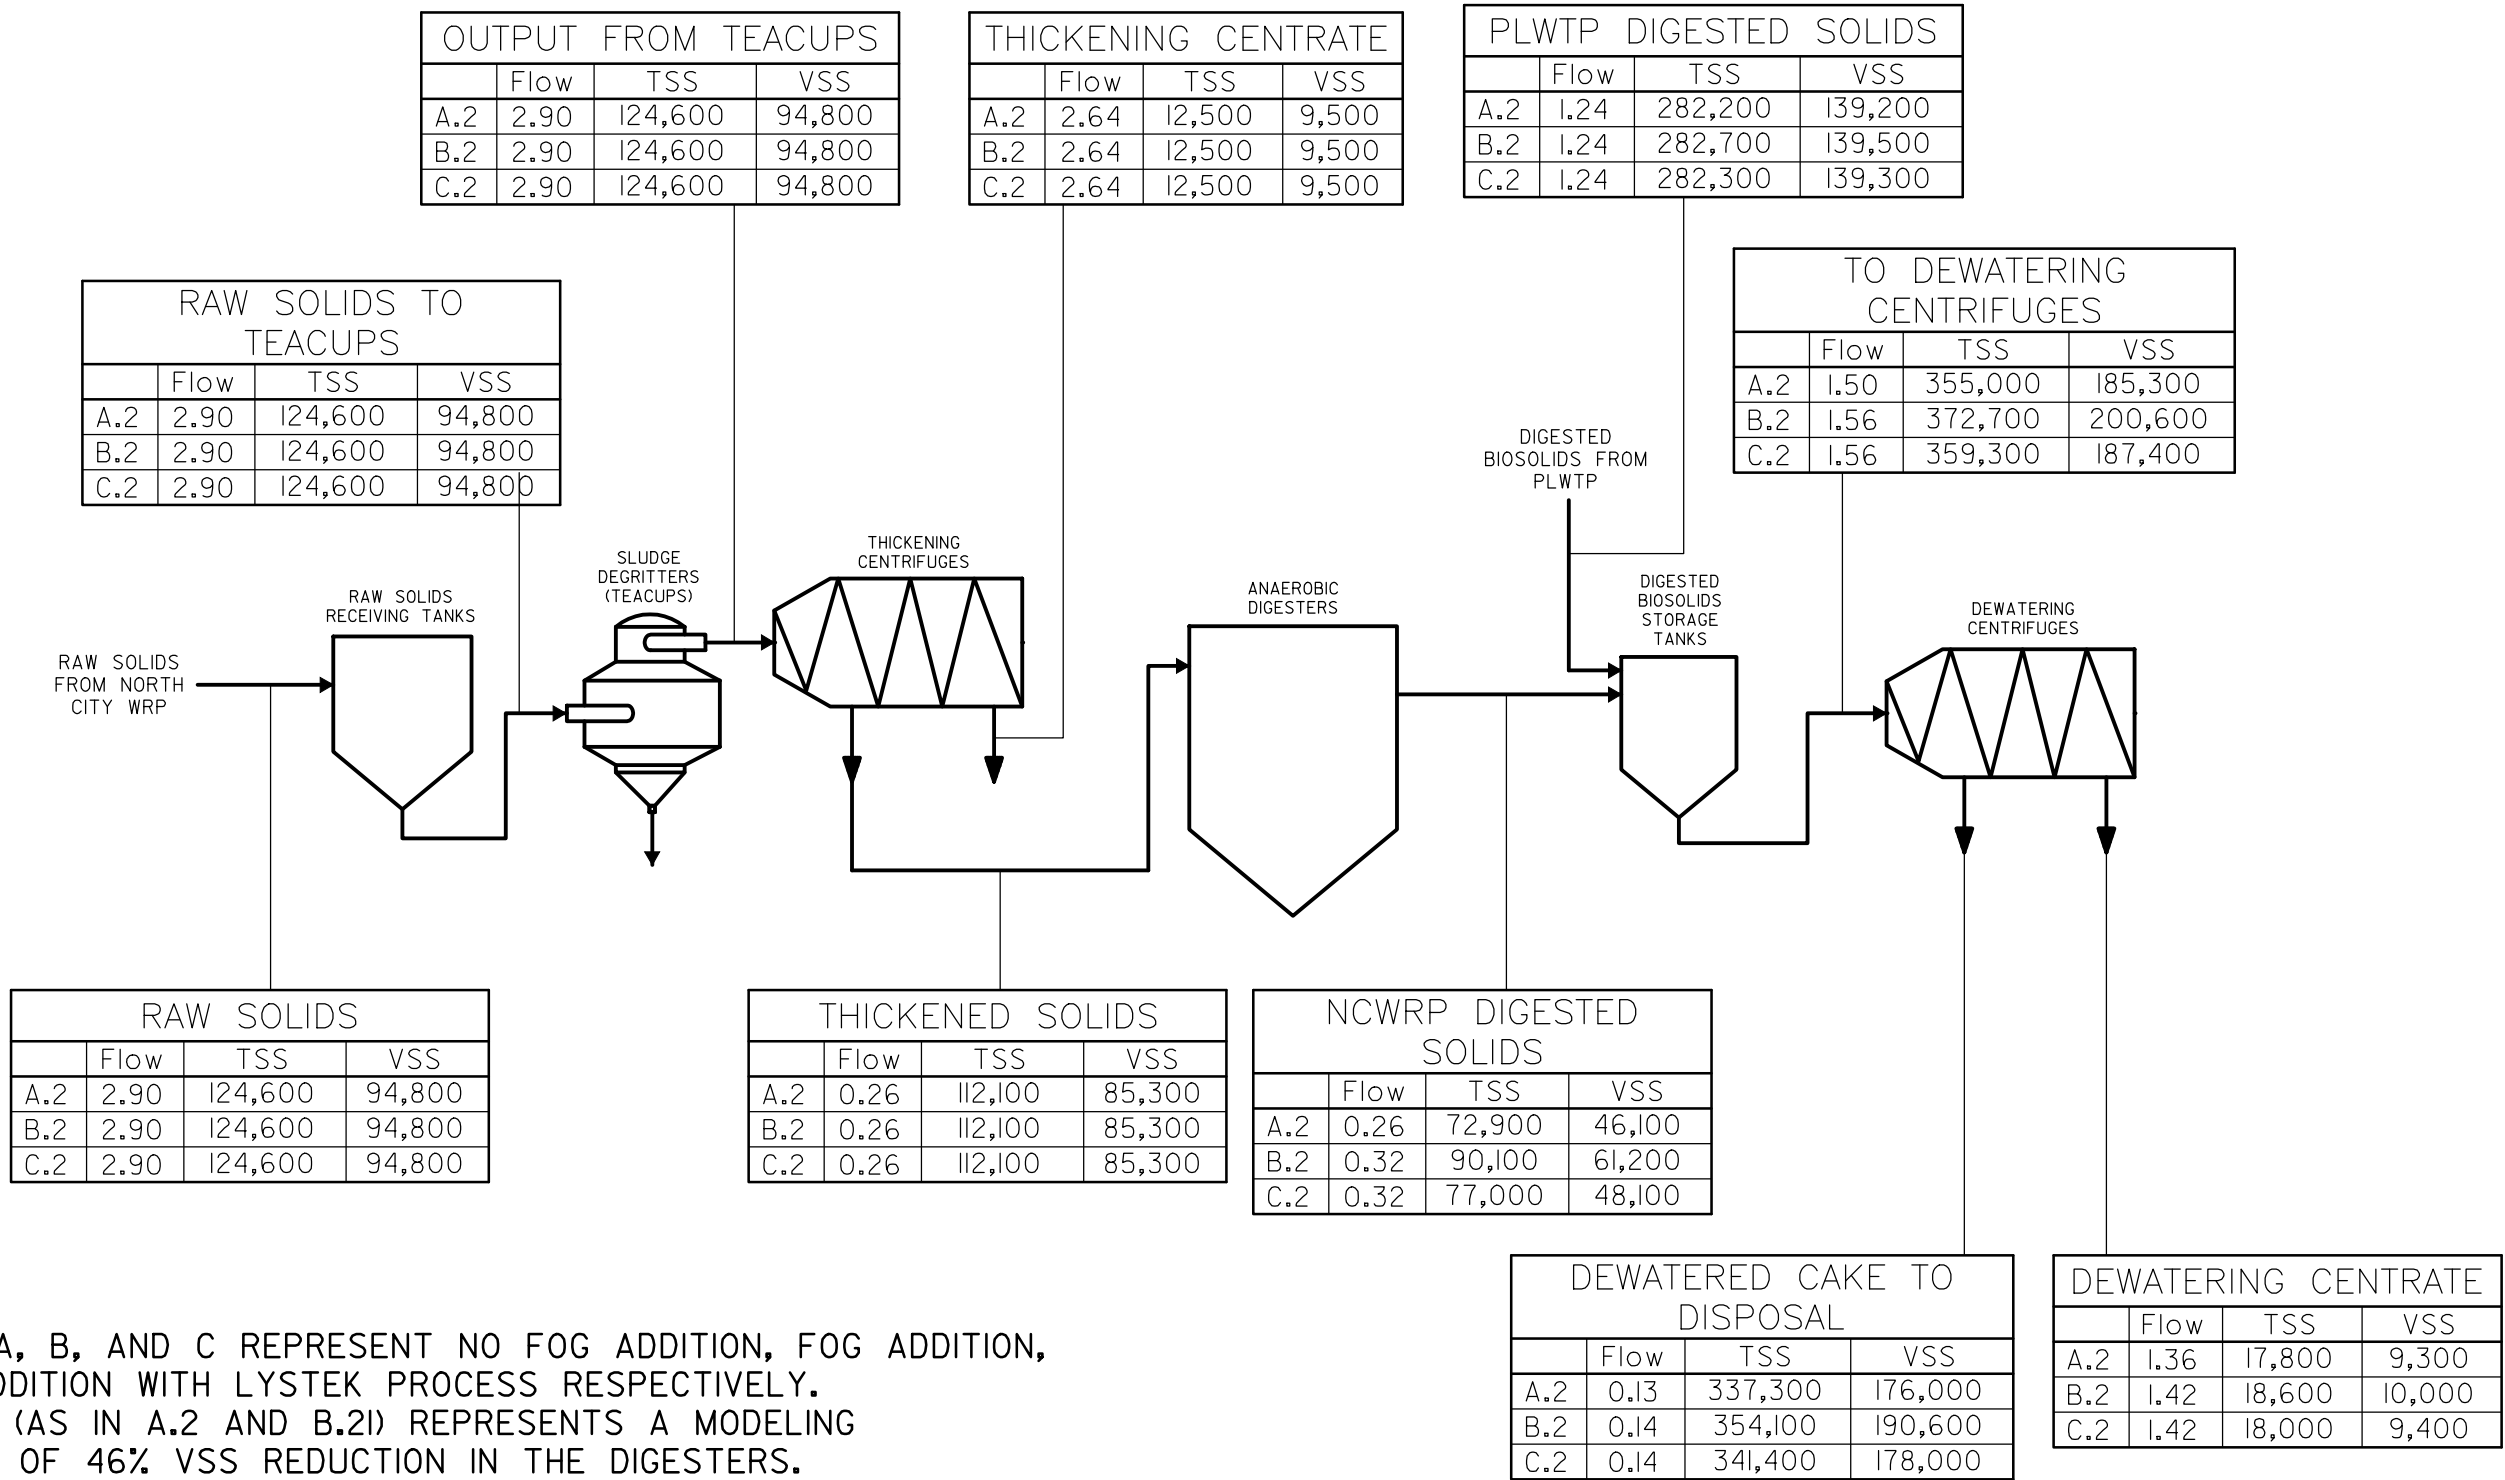 OUTPUT FROM TEACUPS
Flow TSS VSS
A.2 2.90 124,600 94,800
B.2 2.90 124,600 94,800
C.2 2.90 124,600 94,800
THICKENING CENTRATE
Flow TSS VSS
A.2 2.64 12,500 9,500
B.2 2.64 12,500 9,500
C.2 2.64 12,500 9,500
PLWTP DIGESTED SOLIDS
Flow TSS VSS
A.2 1.24 282,200 139,200
B.2 1.24 282,700 139,500
C.2 1.24 282,300 139,300
RAW SOLIDS TO
TEACUPS
Flow TSS VSS
A.2 2.90 124,600 94,800
B.2 2.90 124,600 94,800
C.2 2.90 124,600 94,800
TO DEWATERING
CENTRIFUGES
Flow TSS VSS
A.2 1.50 355,000 185,300
B.2 1.56 372,700 200,600
C.2 1.56 359,300 187,400
DIGESTED
BIOSOLIDS FROM
PLWTP
RAW SOLIDS
FROM NORTH
CITY WRP
RAW SOLIDS
RECEIVING TANKS
SLUDGE
DEGRITTERS
(TEACUPS)
THICKENING
CENTRIFUGES
ANAEROBIC
DIGESTERS
DIGESTED
BIOSOLIDS
STORAGE
TANKS
DEWATERING
CENTRIFUGES
RAW SOLIDS
Flow TSS VSS
A.2 2.90 124,600 94,800
B.2 2.90 124,600 94,800
C.2 2.90 124,600 94,800
THICKENED SOLIDS
Flow TSS VSS
A.2 0.26 112,100 85,300
B.2 0.26 112,100 85,300
C.2 0.26 112,100 85,300
NCWRP DIGESTED
SOLIDS
Flow TSS VSS
A.2 0.26 72,900 46,100
B.2 0.32 90,100 61,200
C.2 0.32 77,000 48,100
DEWATERED CAKE TO
DISPOSAL
Flow TSS VSS
A.2 0.13 337,300 176,000
B.2 0.14 354,100 190,600
C.2 0.14 341,400 178,000
DEWATERING CENTRATE
Flow TSS VSS
A.2 1.36 17,800 9,300
B.2 1.42 18,600 10,000
C.2 1.42 18,000 9,400
A, B, AND C REPRESENT NO FOG ADDITION, FOG ADDITION,
DDITION WITH LYSTEK PROCESS RESPECTIVELY.
(AS IN A.2 AND B.2I) REPRESENTS A MODELING
OF 46% VSS REDUCTION IN THE DIGESTERS.